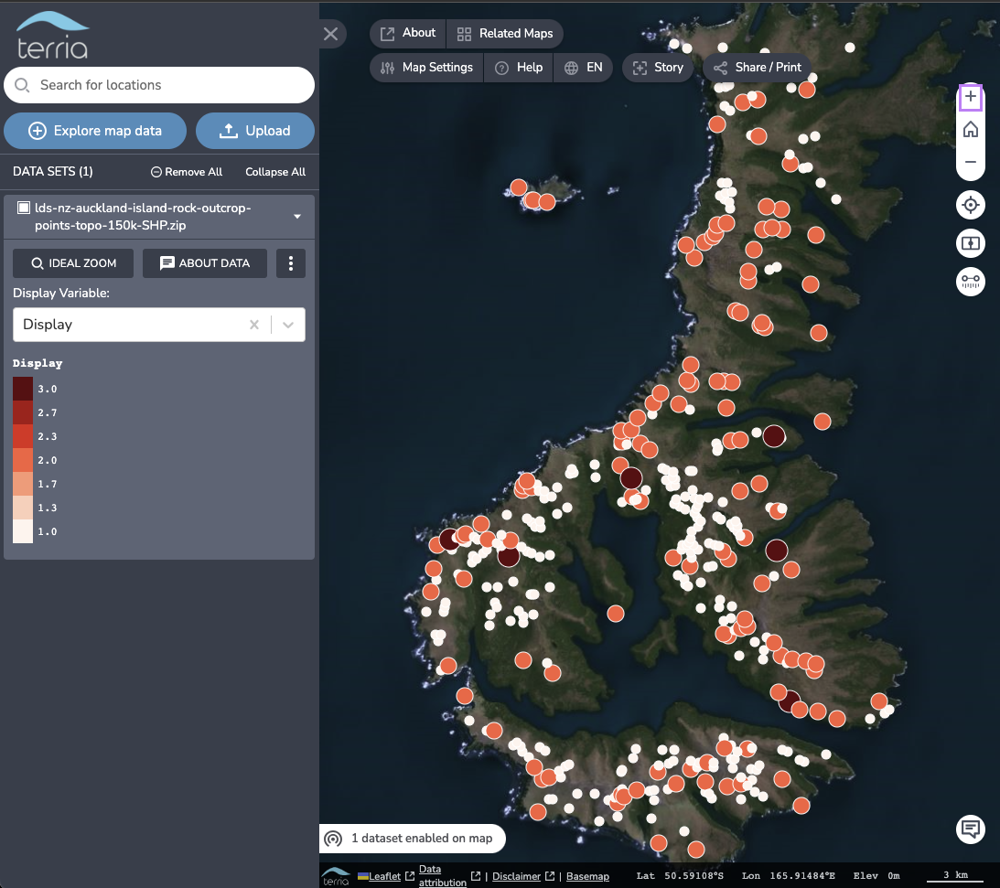 terria
Search for locations
Explore map data
Upload
DATA SETS (1)
Remove All
Collapse All
lds-nz-auckland-island-rock-outcrop-
points-topo-150k-SHP.zip
IDEAL ZOOM
ABOUT DATA
Display Variable:
Display
Display
3.0
2.7
2.3
2.0
1.7
1.3
1.0
About
Related Maps
Map Settings
Help
EN
Story
Share / Print
1 dataset enabled on map
terria
Leaflet
Data
attribution
| Disclaimer
| Basemap
Lat 50.59108°S
Lon 165.91484°E
Elev 0m
3 km